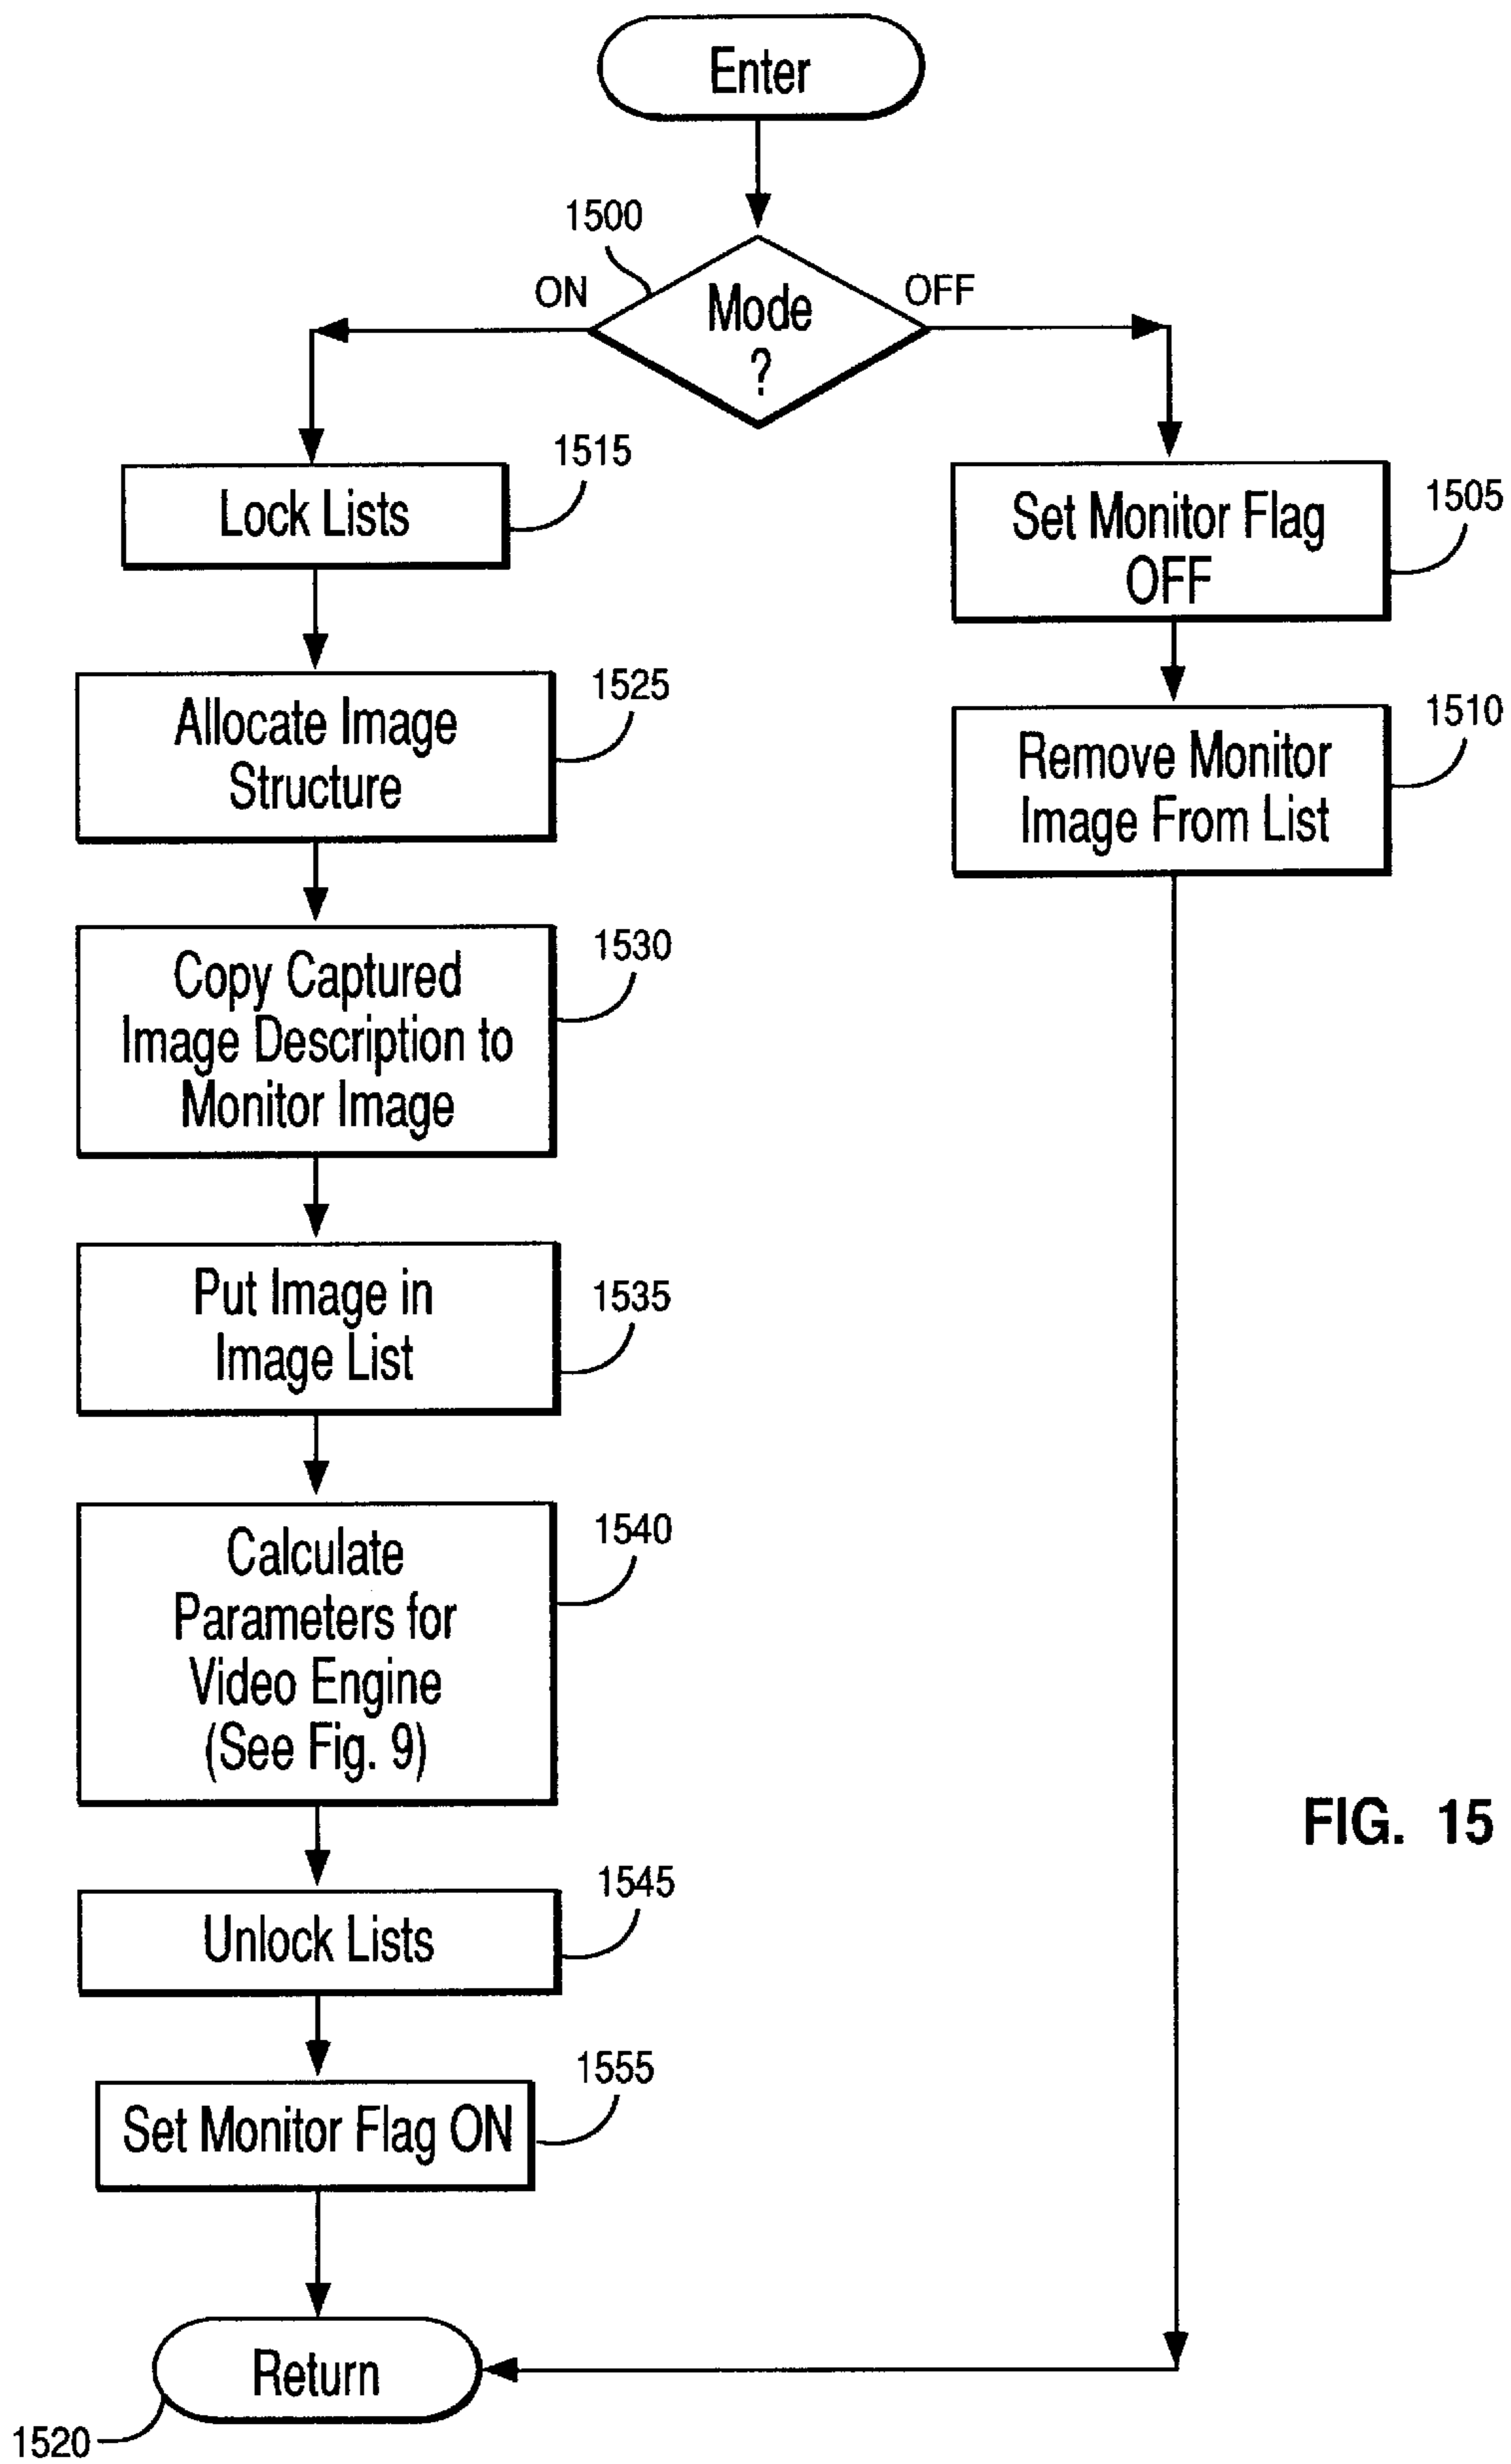 Enter
1500
ON
OFF
Mode
?
Lock Lists
1515
Set Monitor Flag
OFF
1505
Allocate Image
Structure
1525
Remove Monitor
Image From List
1510
Copy Captured
Image Description to
Monitor Image
1530
Put Image in
Image List
1535
Calculate
Parameters for
Video Engine
(See Fig. 9)
1540
FIG. 15
Unlock Lists
1545
Set Monitor Flag ON
1555
Return
1520